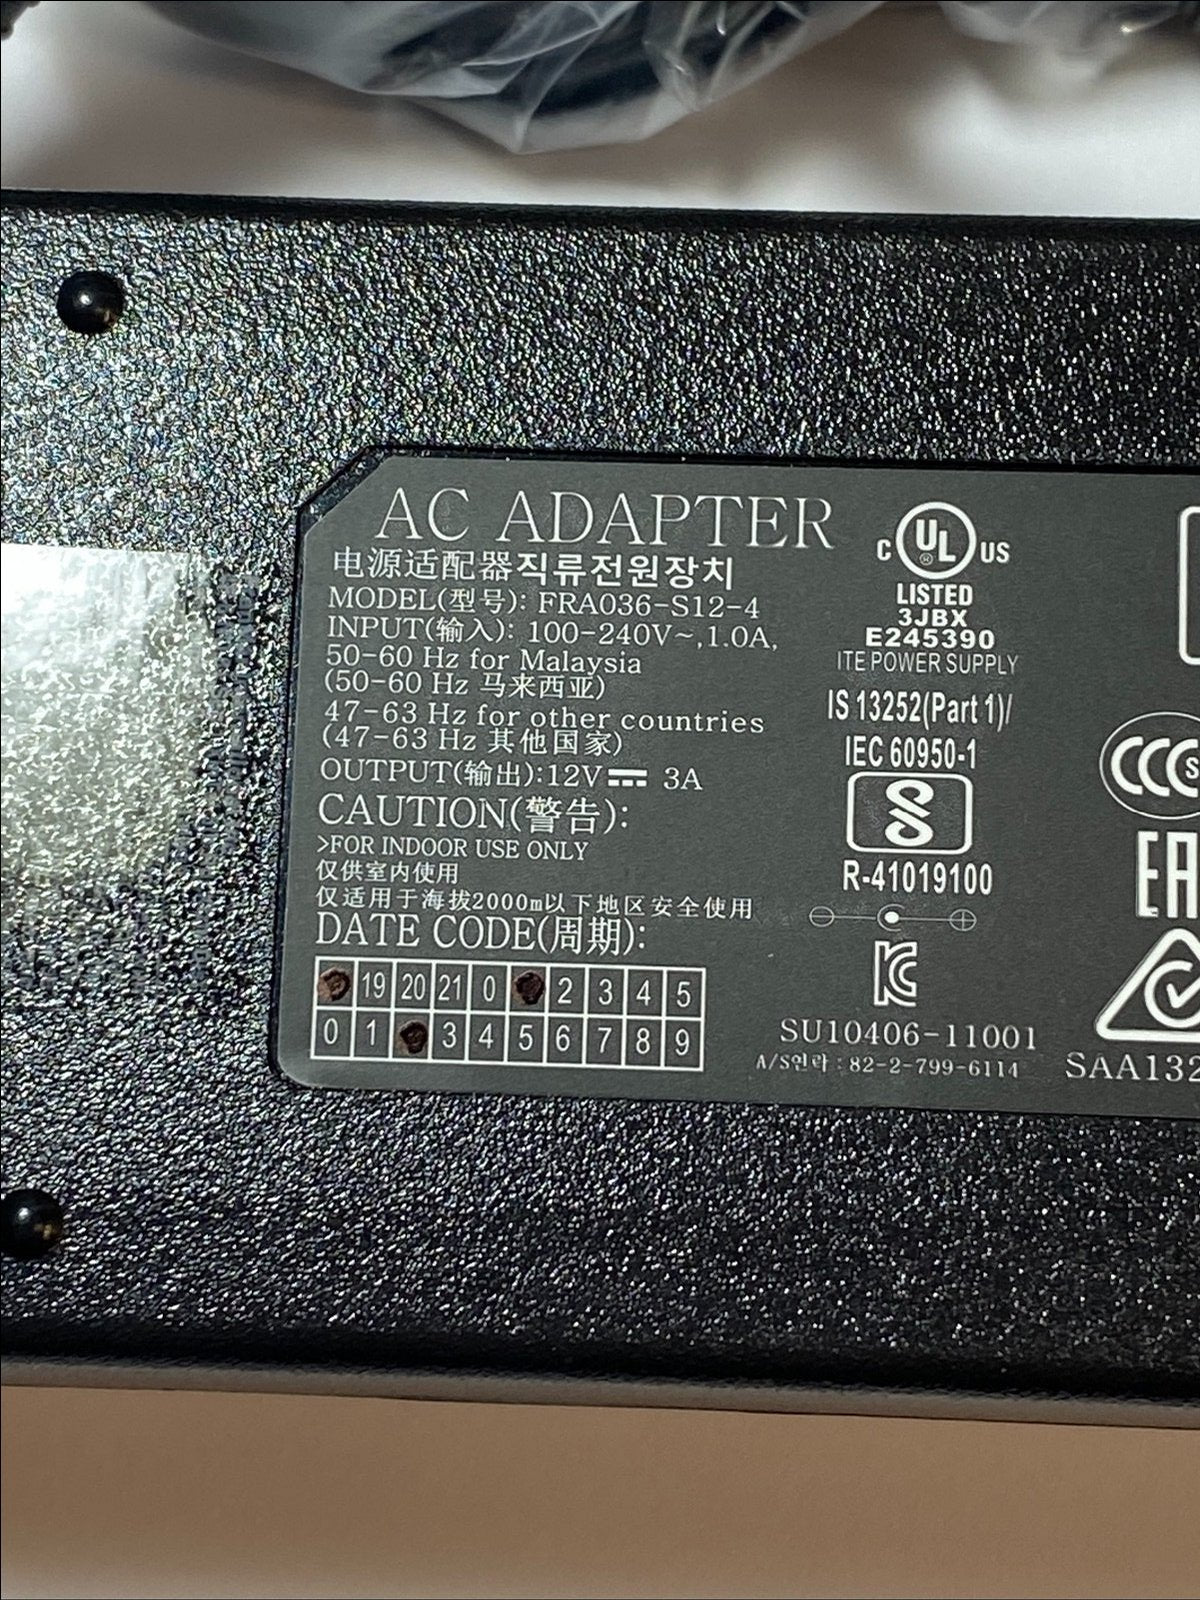 AC ADAPTER
电源适配器직류전원장치
MODEL(型号): FRA036-S12-4
INPUT(输入): 100-240V~,1.0A,
50-60 Hz for Malaysia
(50-60 Hz 马来西亚)
47-63 Hz for other countries
(47-63 Hz 其他国家)
OUTPUT(输出):12V⎓ 3A
CAUTION(警告):
>FOR INDOOR USE ONLY
仅供室内使用
仅适用于海拔2000m以下地区安全使用
DATE CODE(周期):
19 20 21 0 2 3 4 5
0 1 3 4 5 6 7 8 9
C UL ® US
LISTED
3JBX
E245390
ITE POWER SUPPLY
IS 13252(Part 1)/
IEC 60950-1
R-41019100
KC
SU10406-11001
A/S연락 : 82-2-799-6114
CCC S
EA
SAA132